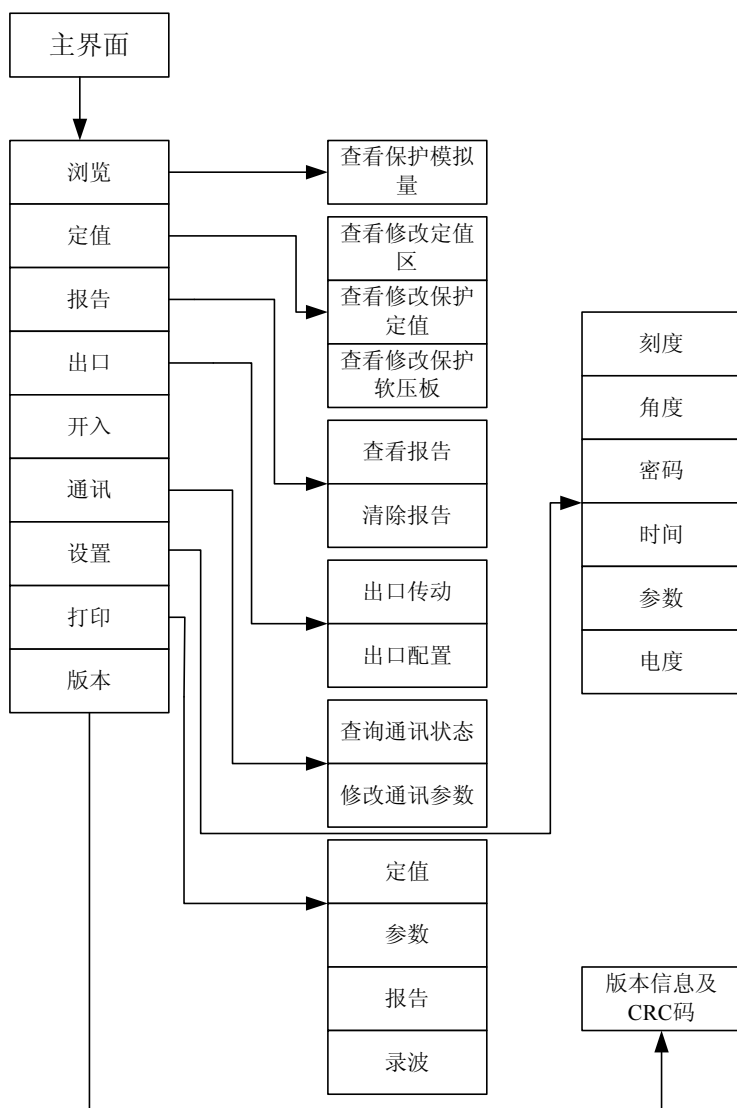 主界面
浏览
定值
报告
出口
开入
通讯
设置
打印
版本
查看保护模拟
量
查看修改定值
区
查看修改保护
定值
查看修改保护
软压板
查看报告
清除报告
出口传动
出口配置
查询通讯状态
修改通讯参数
定值
参数
报告
录波
刻度
角度
密码
时间
参数
电度
版本信息及
CRC码